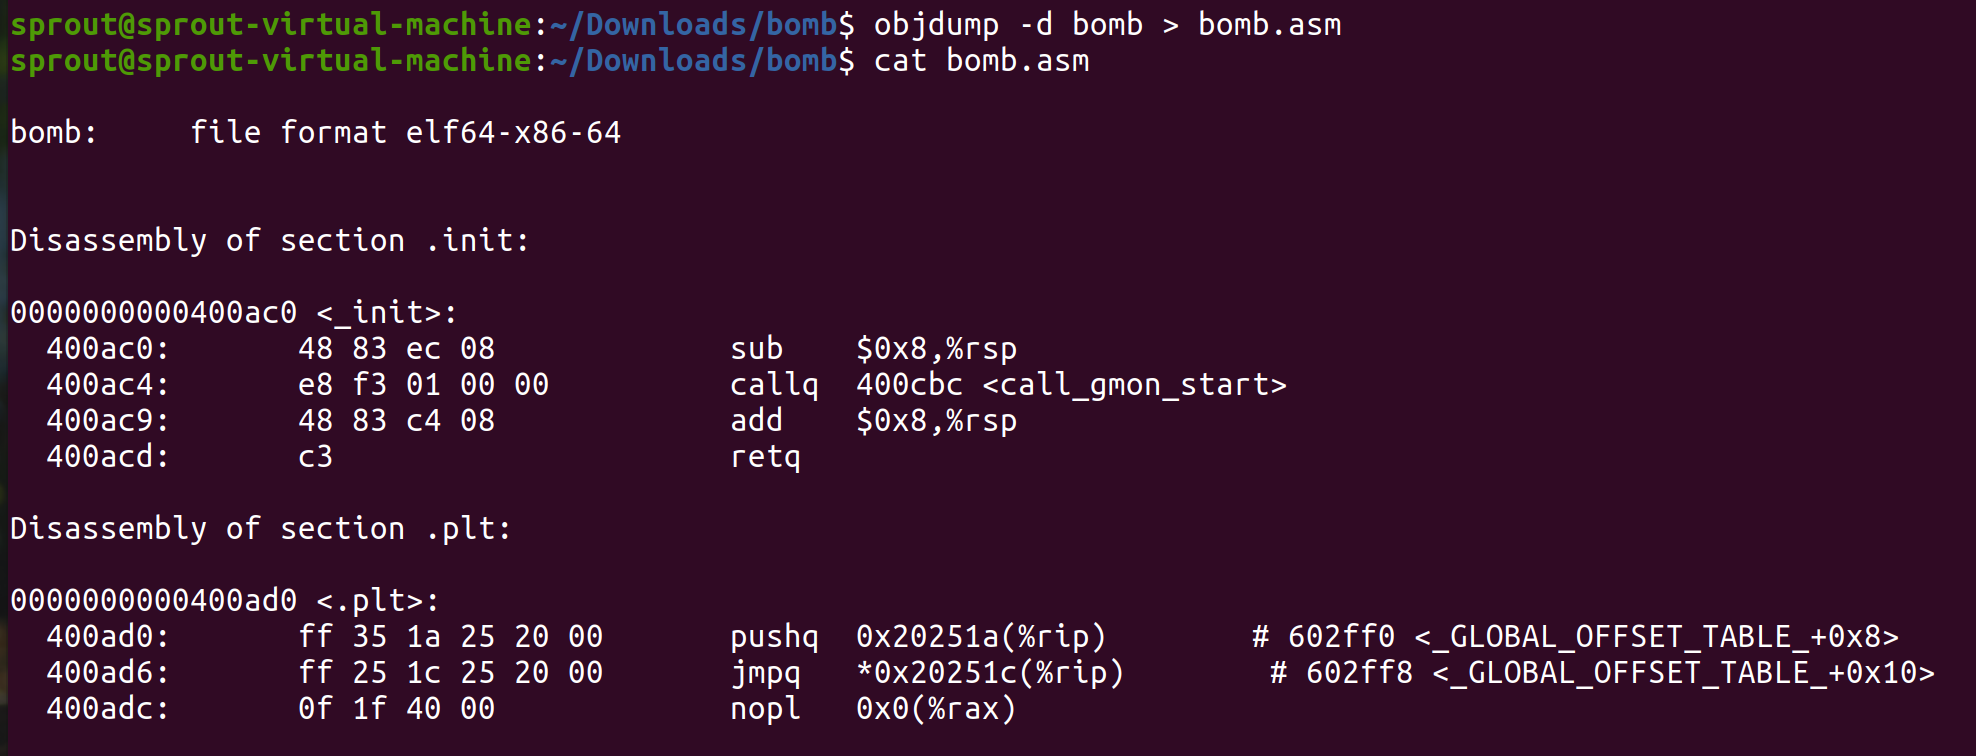 sprout@sprout-virtual-machine:~/Downloads/bomb$ objdump -d bomb > bomb.asm
sprout@sprout-virtual-machine:~/Downloads/bomb$ cat bomb.asm
bomb:     file format elf64-x86-64
Disassembly of section .init:
0000000000400ac0 <_init>:
  400ac0:       48 83 ec 08             sub    $0x8,%rsp
  400ac4:       e8 f3 01 00 00          callq  400cbc <call_gmon_start>
  400ac9:       48 83 c4 08             add    $0x8,%rsp
  400acd:       c3                      retq
Disassembly of section .plt:
0000000000400ad0 <.plt>:
  400ad0:       ff 35 1a 25 20 00       pushq  0x20251a(%rip)        # 602ff0 <_GLOBAL_OFFSET_TABLE_+0x8>
  400ad6:       ff 25 1c 25 20 00       jmpq   *0x20251c(%rip)        # 602ff8 <_GLOBAL_OFFSET_TABLE_+0x10>
  400adc:       0f 1f 40 00             nopl   0x0(%rax)